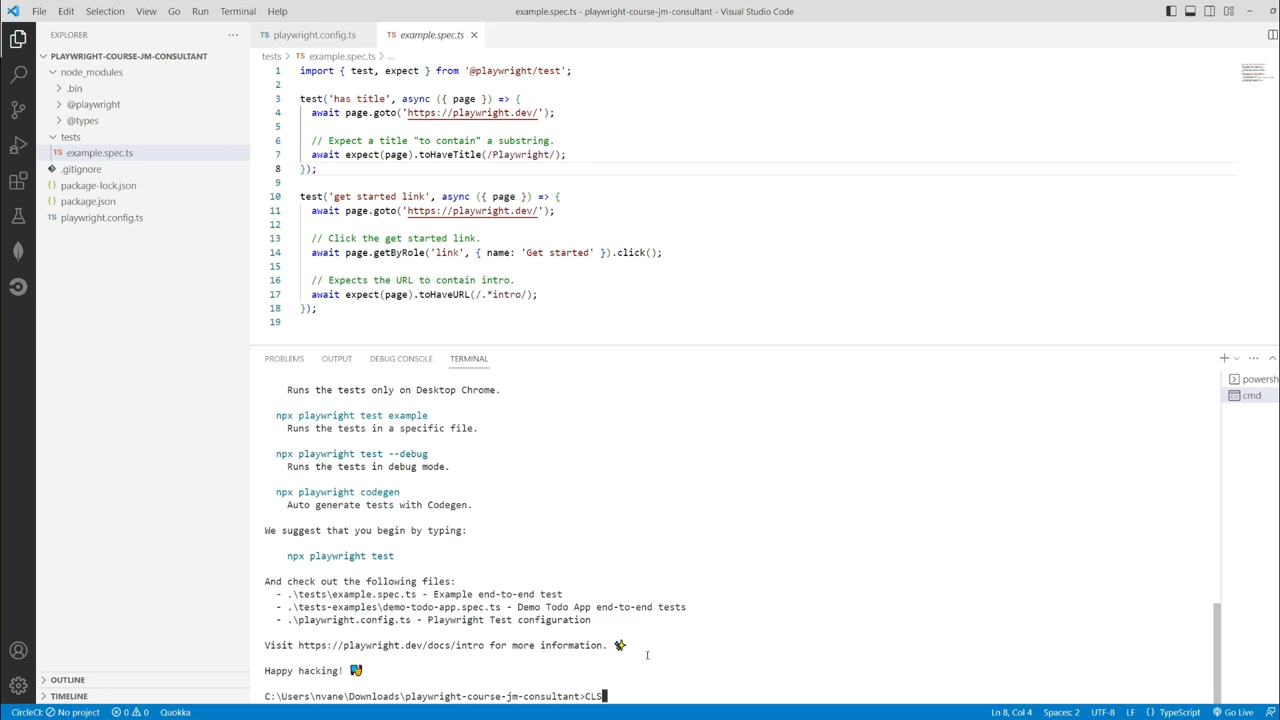 File Edit Selection View Go Run Terminal Help
example.spec.ts - playwright-course-jm-consultant - Visual Studio Code
EXPLORER
PLAYWRIGHT-COURSE-JM-CONSULTANT
node_modules
.bin
@playwright
@types
tests
example.spec.ts
.gitignore
package-lock.json
package.json
playwright.config.ts
OUTLINE
TIMELINE
playwright.config.ts
example.spec.ts
tests > example.spec.ts > ...
1 import { test, expect } from '@playwright/test';
2
3 test('has title', async ({ page }) => {
4 await page.goto('https://playwright.dev/');
5
6 // Expect a title "to contain" a substring.
7 await expect(page).toHaveTitle(/Playwright/);
8 });
9
10 test('get started link', async ({ page }) => {
11 await page.goto('https://playwright.dev/');
12
13 // Click the get started link.
14 await page.getByRole('link', { name: 'Get started' }).click();
15
16 // Expects the URL to contain intro.
17 await expect(page).toHaveURL(/.*intro/);
18 });
19
PROBLEMS OUTPUT DEBUG CONSOLE TERMINAL
powersh
cmd
Runs the tests only on Desktop Chrome.
npx playwright test example
Runs the tests in a specific file.
npx playwright test --debug
Runs the tests in debug mode.
npx playwright codegen
Auto generate tests with Codegen.
We suggest that you begin by typing:
npx playwright test
And check out the following files:
- .\tests\example.spec.ts - Example end-to-end test
- .\tests-examples\demo-todo-app.spec.ts - Demo Todo App end-to-end tests
- .\playwright.config.ts - Playwright Test configuration
Visit https://playwright.dev/docs/intro for more information. ✨
Happy hacking! 🎭
C:\Users\nvane\Downloads\playwright-course-jm-consultant>CLS
CircleCI: No project 0 0 Quokka
Ln 8, Col 4 Spaces: 2 UTF-8 LF {} TypeScript Go Live